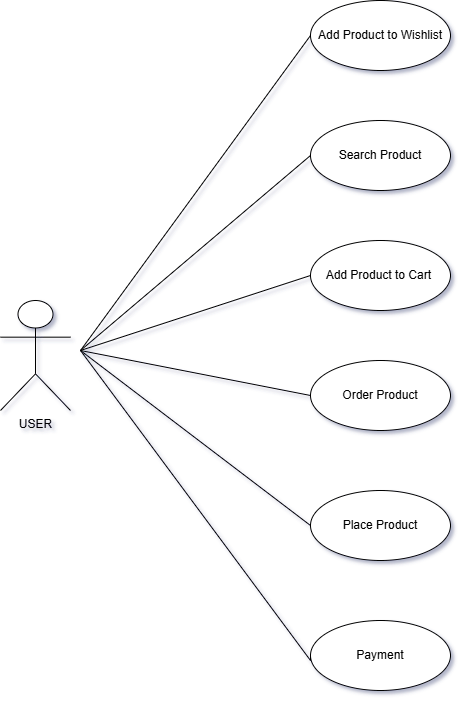 Add Product to Wishlist
Search Product
Add Product to Cart
Order Product
USER
Place Product
Payment